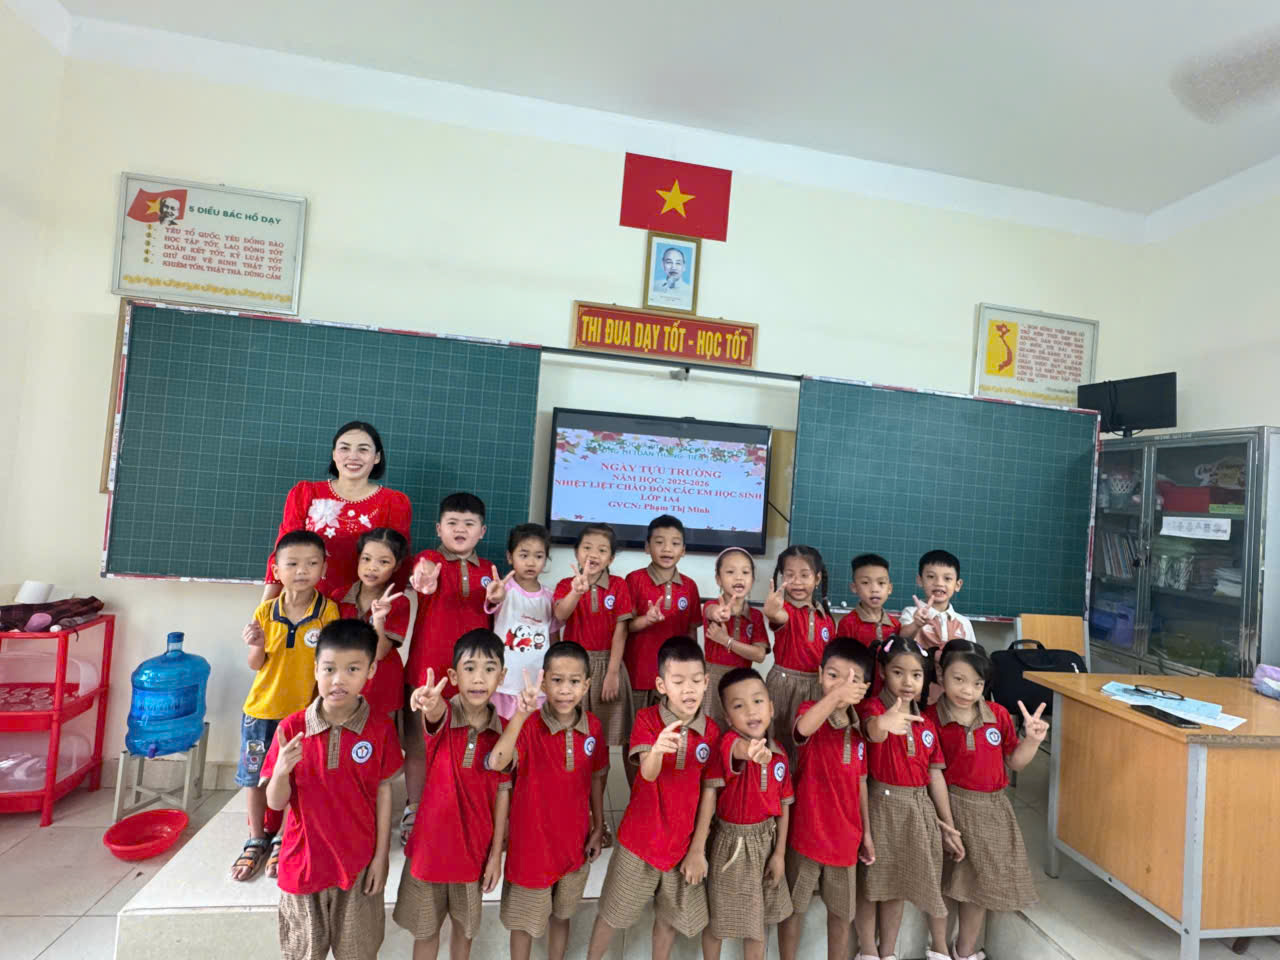 5 ĐIỀU BÁC HỒ DẠY
YÊU TỔ QUỐC, YÊU ĐỒNG BÀO
HỌC TẬP TỐT, LAO ĐỘNG TỐT
ĐOÀN KẾT TỐT, KỶ LUẬT TỐT
GIỮ GÌN VỆ SINH THẬT TỐT
KHIÊM TỐN, THẬT THÀ, DŨNG CẢM
THI ĐUA DẠY TỐT - HỌC TỐT
NGÀY TỰU TRƯỜNG
NĂM HỌC: 2025-2026
NHIỆT LIỆT CHÀO ĐÓN CÁC EM HỌC SINH
LỚP 1A4
GVCN: Phạm Thị Minh